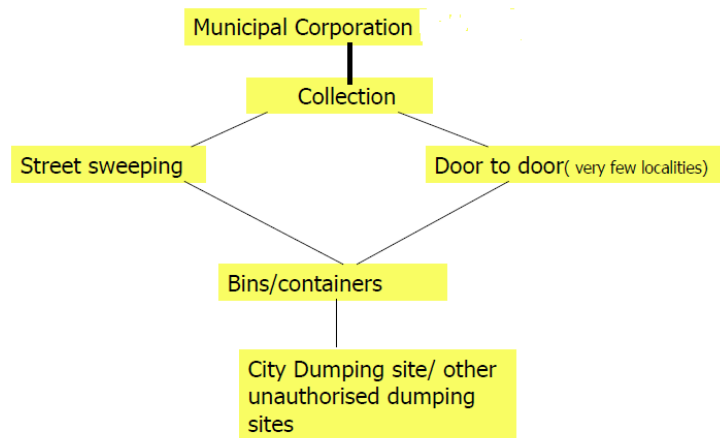 Municipal Corporation
Collection
Street sweeping
Door to door( very few localities)
Bins/containers
City Dumping site/ other
unauthorised dumping
sites